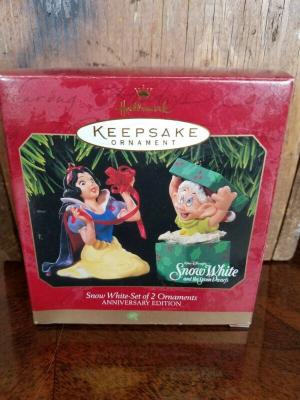 Hallmark
KEEPSAKE
ORNAMENT
Walt Disney's
Snow White
and the Seven Dwarfs
Snow White-Set of 2 Ornaments
ANNIVERSARY EDITION